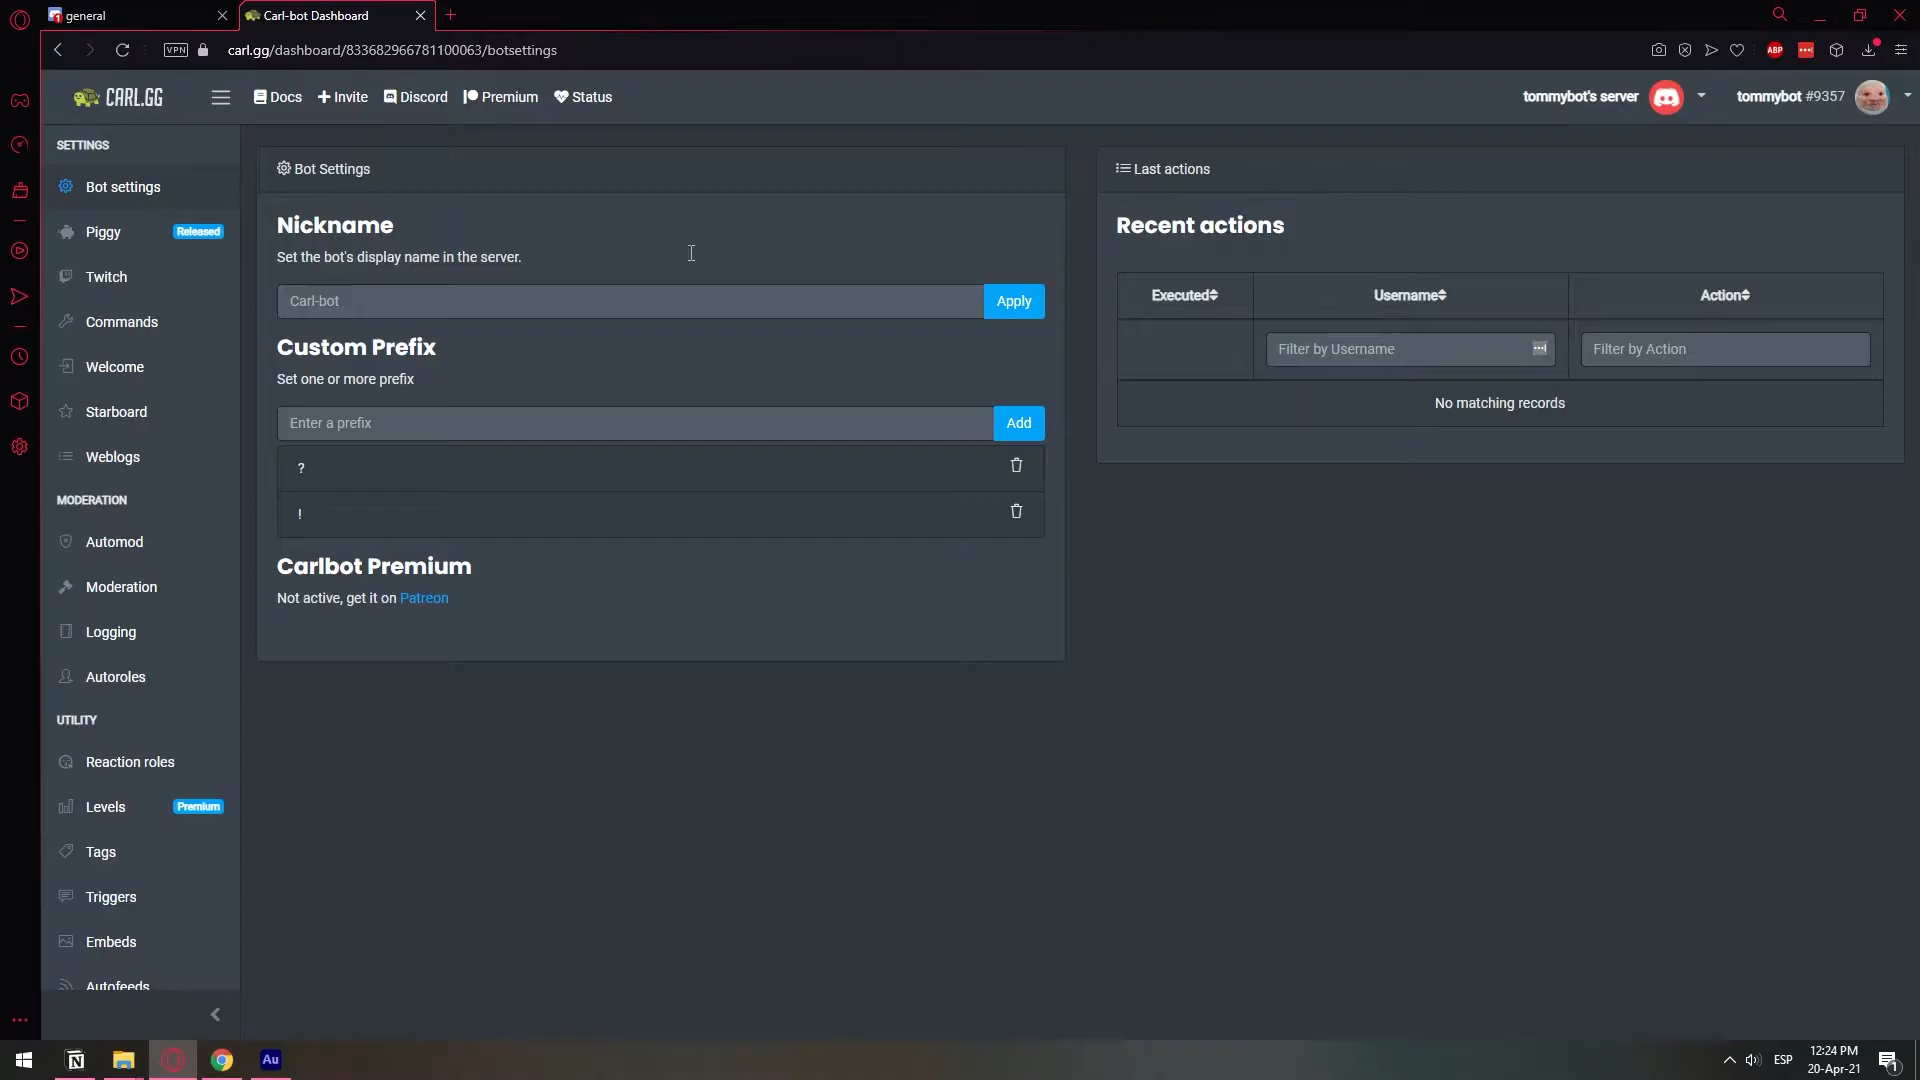 general
Carl-bot Dashboard
VPN
carl.gg/dashboard/833682966781100063/botsettings
ABP
CARL.GG
Docs
Invite
Discord
Premium
Status
tommybot's server
tommybot #9357
SETTINGS
Bot settings
Piggy
Released
Twitch
Commands
Welcome
Starboard
Weblogs
MODERATION
Automod
Moderation
Logging
Autoroles
UTILITY
Reaction roles
Levels
Premium
Tags
Triggers
Embeds
Autofeeds
Bot Settings
Nickname
Set the bot's display name in the server.
Carl-bot
Apply
Custom Prefix
Set one or more prefix
Enter a prefix
Add
?
!
Carlbot Premium
Not active, get it on Patreon
Last actions
Recent actions
Executed
Username
Action
Filter by Username
Filter by Action
No matching records
Au
ESP
12:24 PM
20-Apr-21
1